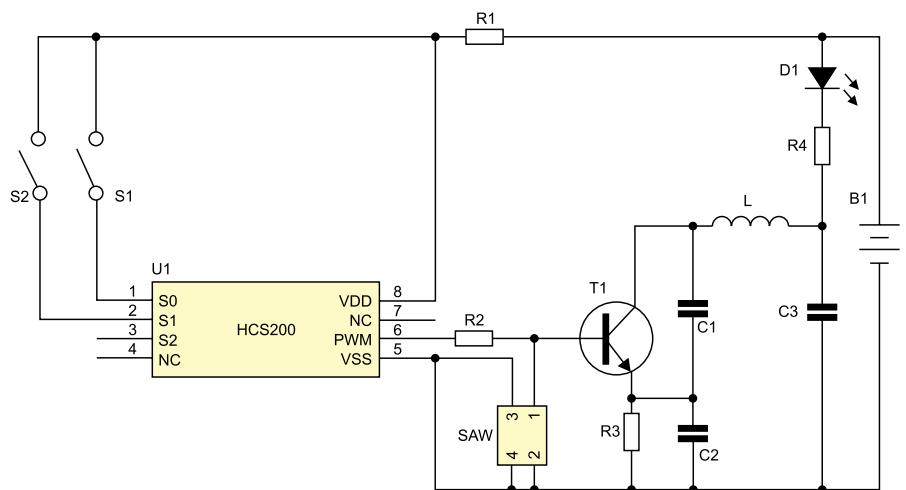 R1
D1
R4
S2
S1
L
B1
U1
1 S0
2 S1
3 S2
4 NC
HCS200
VDD 8
NC 7
PWM 6
VSS 5
R2
T1
C1
C3
SAW
3 1
4 2
R3
C2